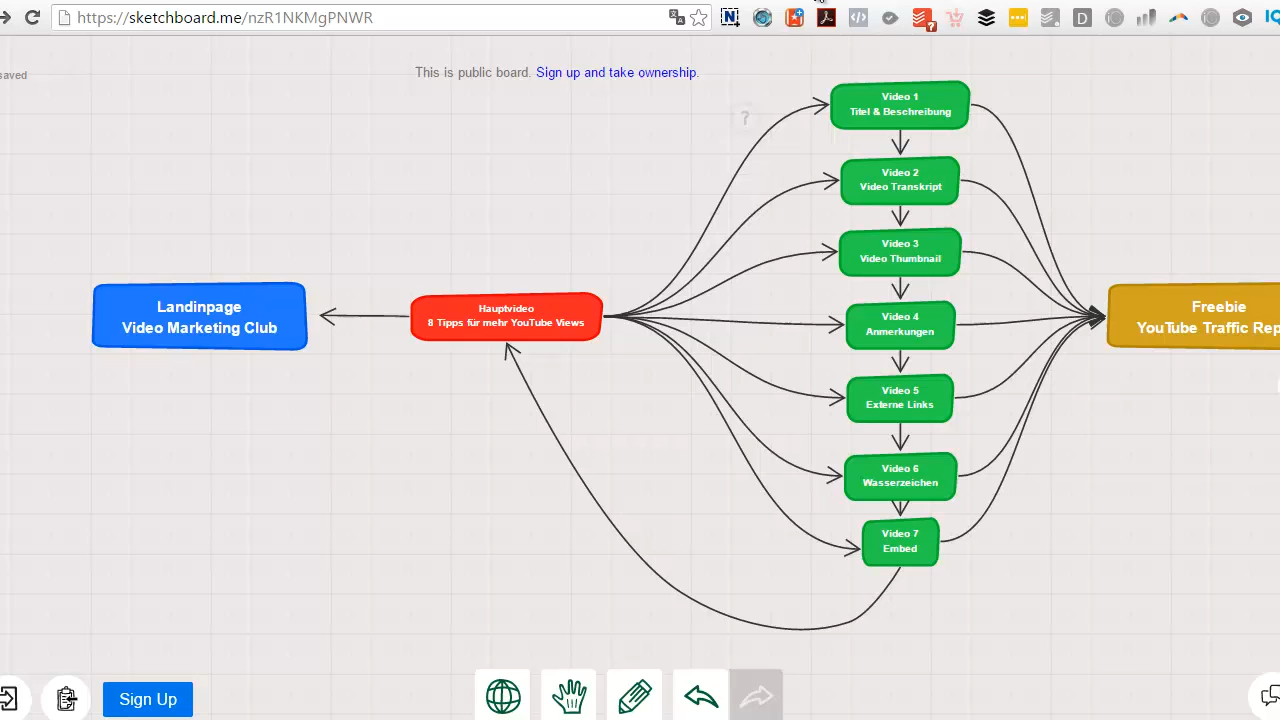 https://sketchboard.me/nzR1NKMgPNWR
saved
This is public board. Sign up and take ownership.
?
Video 1
Titel & Beschreibung
Video 2
Video Transkript
Video 3
Video Thumbnail
Landinpage
Video Marketing Club
Hauptvideo
8 Tipps für mehr YouTube Views
Video 4
Anmerkungen
Freebie
YouTube Traffic Rep
Video 5
Externe Links
Video 6
Wasserzeichen
Video 7
Embed
Sign Up